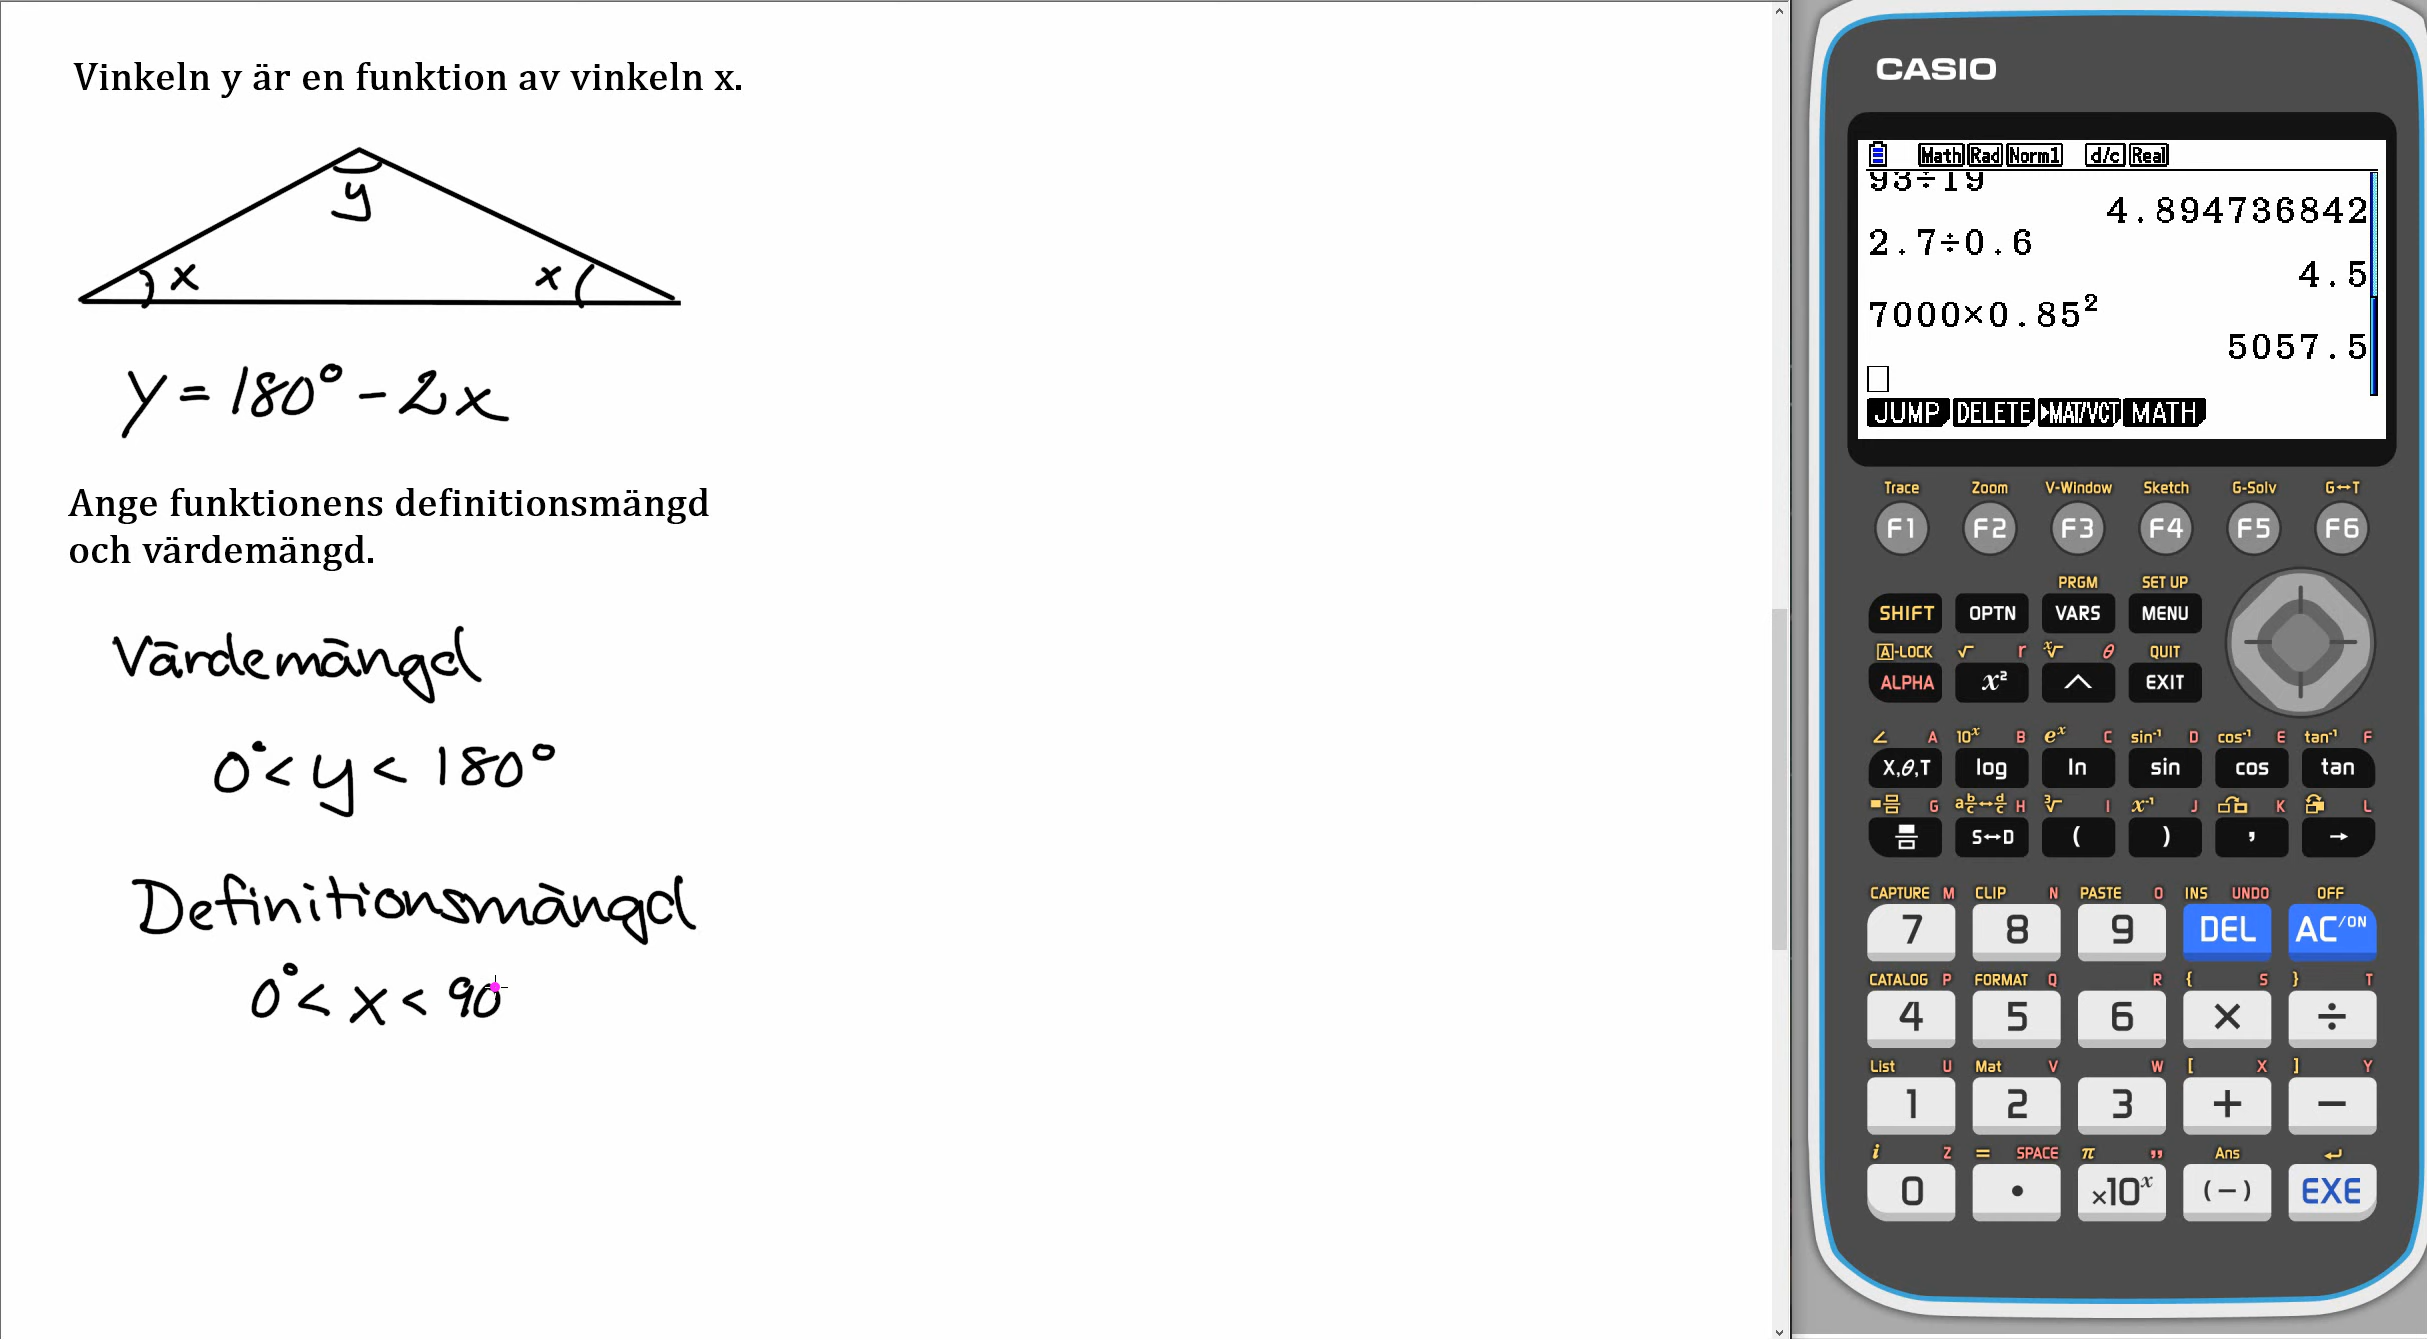 Vinkeln y är en funktion av vinkeln x.
y
x x
y = 180° - 2x
Ange funktionens definitionsmängd
och värdemängd.
Värdemängd
0° < y < 180°
Definitionsmängd
0° < x < 90
CASIO
Math Rad Norm1 d/c Real
93÷19
4.894736842
2.7÷0.6
4.5
7000×0.85²
5057.5
JUMP DELETE ▶MAT/VCT MATH
Trace Zoom V-Window Sketch G-Solv G↔T
F1 F2 F3 F4 F5 F6
PRGM SET UP
SHIFT OPTN VARS MENU
A-LOCK √ r ˣ√ θ QUIT
ALPHA x² ^ EXIT
∠ A 10ˣ B eˣ C sin⁻¹ D cos⁻¹ E tan⁻¹ F
X,θ,T log ln sin cos tan
G a b/c↔d/c H ³√ I x⁻¹ J K L
S↔D ( ) , →
CAPTURE M CLIP N PASTE O INS UNDO OFF
7 8 9 DEL AC/ON
CATALOG P FORMAT Q R { S } T
4 5 6 × ÷
List U Mat V W [ X ] Y
1 2 3 + −
i Z = SPACE π " Ans ↵
0 • ×10ˣ (−) EXE